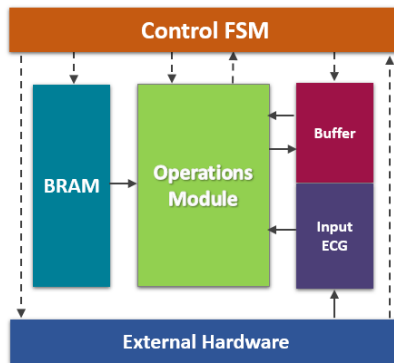 Control FSM
BRAM
Operations
Module
Buffer
Input
ECG
External Hardware